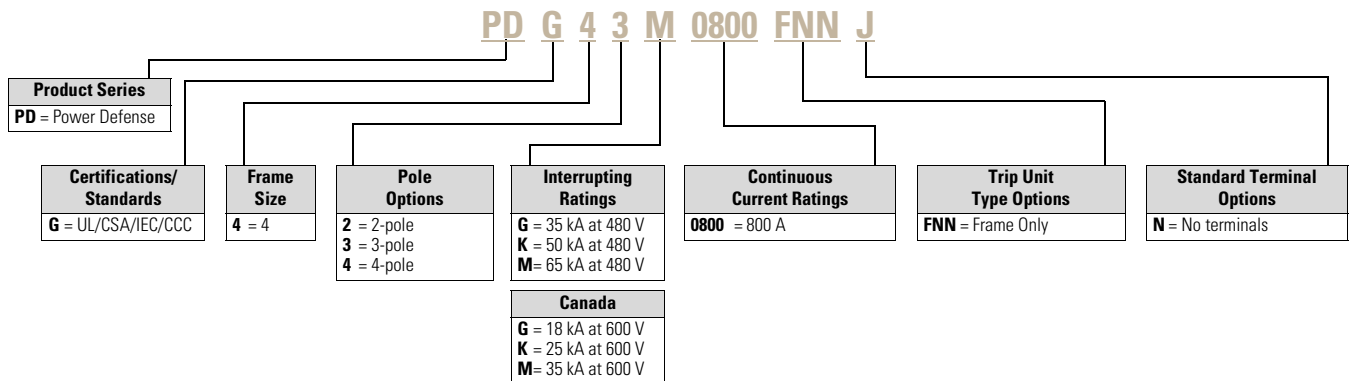 PD G 4 3 M 0800 FNN J
Product Series
PD = Power Defense
Certifications/
Standards
G = UL/CSA/IEC/CCC
Frame
Size
4 = 4
Pole
Options
2 = 2-pole
3 = 3-pole
4 = 4-pole
Interrupting
Ratings
G = 35 kA at 480 V
K = 50 kA at 480 V
M= 65 kA at 480 V
Canada
G = 18 kA at 600 V
K = 25 kA at 600 V
M= 35 kA at 600 V
Continuous
Current Ratings
0800 = 800 A
Trip Unit
Type Options
FNN = Frame Only
Standard Terminal
Options
N = No terminals